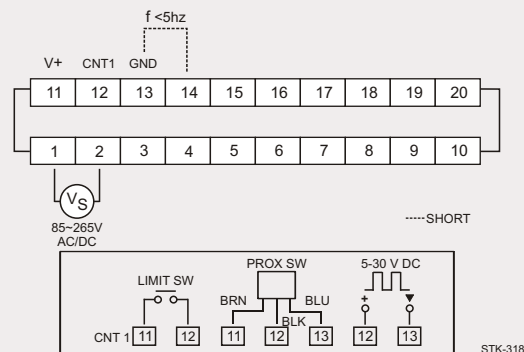 f <5hz
V+ CNT1 GND
11 12 13 14 15 16 17 18 19 20
1 2 3 4 5 6 7 8 9 10
VS
85~265V
AC/DC
-----SHORT
LIMIT SW PROX SW 5-30 V DC
BRN BLU
BLK
+
CNT 1 11 12 11 12 13 12 13
STK-318